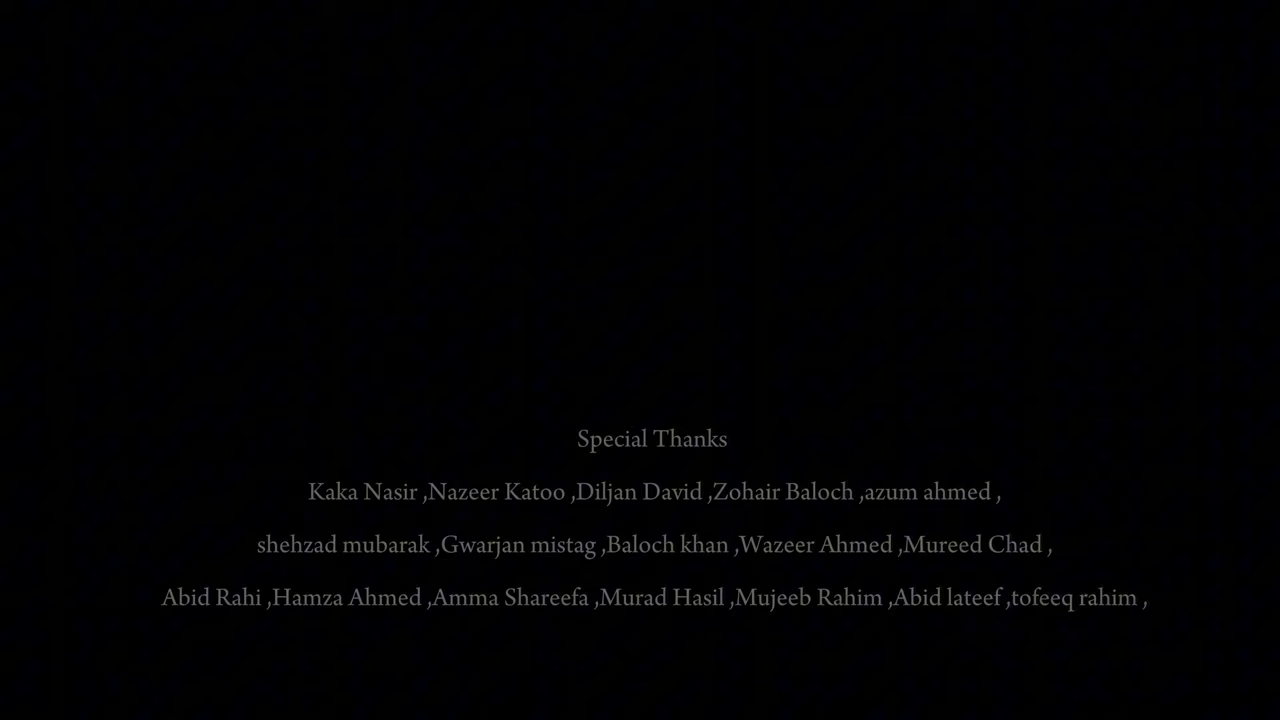 Special Thanks
Kaka Nasir ,Nazeer Katoo ,Diljan David ,Zohair Baloch ,azum ahmed ,
shehzad mubarak ,Gwarjan mistag ,Baloch khan ,Wazeer Ahmed ,Mureed Chad ,
Abid Rahi ,Hamza Ahmed ,Amma Shareefa ,Murad Hasil ,Mujeeb Rahim ,Abid lateef ,tofeeq rahim ,